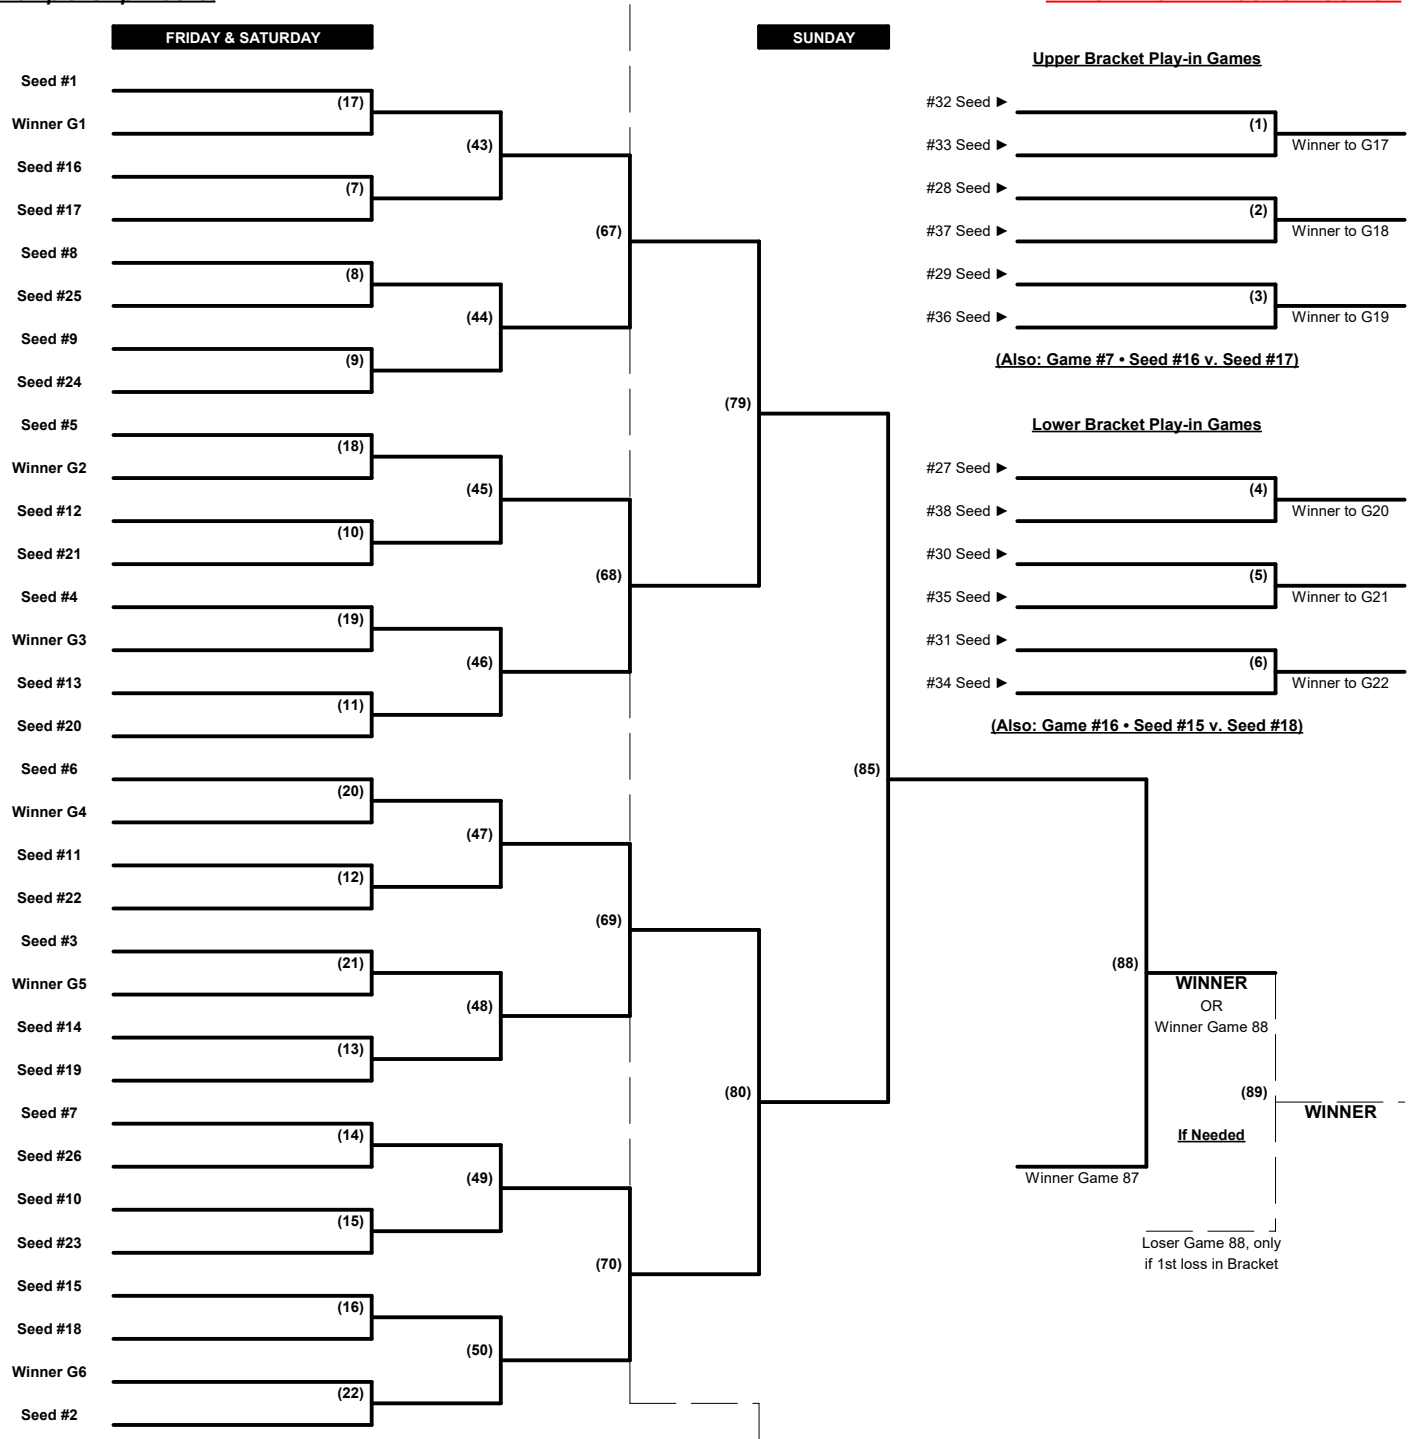 FRIDAY & SATURDAY
Seed #1
(17)
Winner G1
(43)
Seed #16
(7)
Seed #17
(67)
Seed #8
(8)
Seed #25
(44)
Seed #9
(9)
Seed #24
(79)
Seed #5
(18)
Winner G2
(45)
Seed #12
(10)
Seed #21
(68)
Seed #4
(19)
Winner G3
(46)
Seed #13
(11)
Seed #20
(85)
Seed #6
(20)
Winner G4
(47)
Seed #11
(12)
Seed #22
(69)
Seed #3
(21)
Winner G5
(48)
Seed #14
(13)
Seed #19
(80)
Seed #7
(14)
Seed #26
(49)
Seed #10
(15)
Seed #23
(70)
Seed #15
(16)
Seed #18
(50)
Winner G6
(22)
Seed #2
SUNDAY
Upper Bracket Play-in Games
#32 Seed ►
(1)
#33 Seed ►
Winner to G17
#28 Seed ►
(2)
#37 Seed ►
Winner to G18
#29 Seed ►
(3)
#36 Seed ►
Winner to G19
(Also: Game #7 • Seed #16 v. Seed #17)
Lower Bracket Play-in Games
#27 Seed ►
(4)
#38 Seed ►
Winner to G20
#30 Seed ►
(5)
#35 Seed ►
Winner to G21
#31 Seed ►
(6)
#34 Seed ►
Winner to G22
(Also: Game #16 • Seed #15 v. Seed #18)
(88)
WINNER
OR
Winner Game 88
(89)
WINNER
If Needed
Winner Game 87
Loser Game 88, only
if 1st loss in Bracket